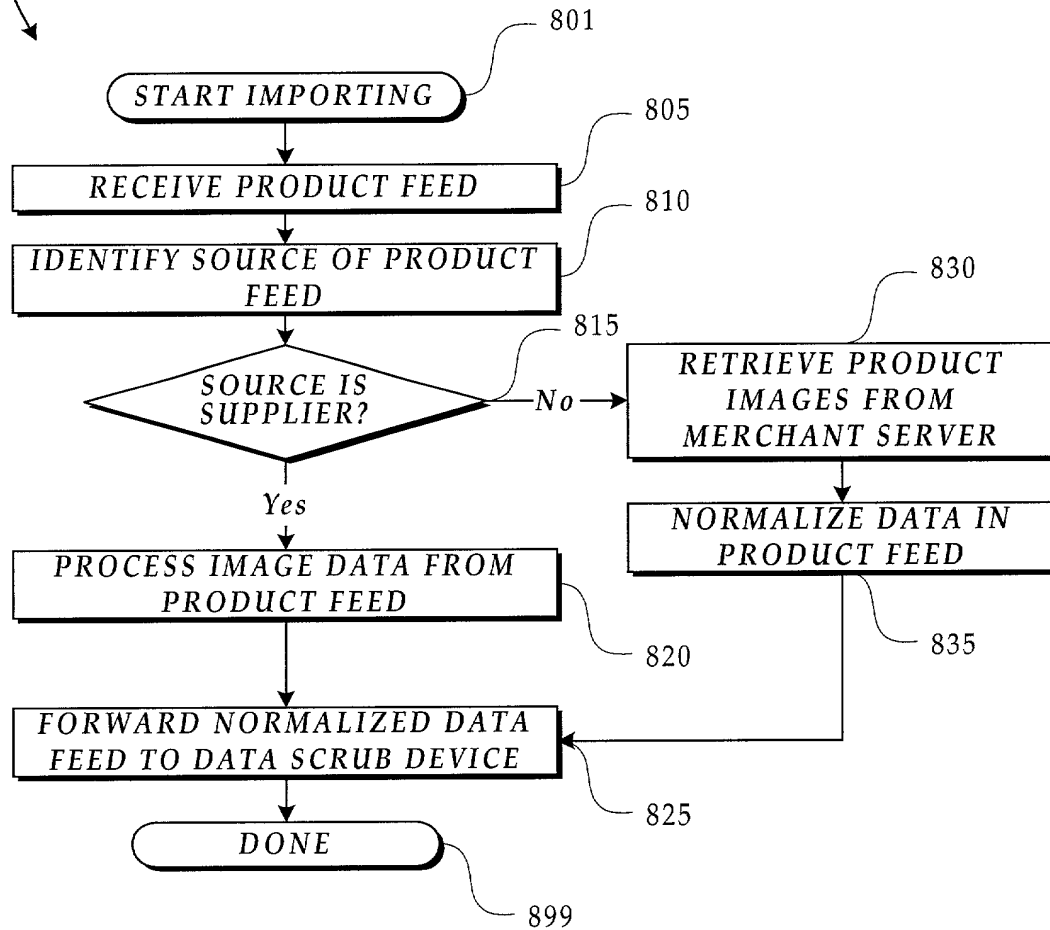 801
START IMPORTING
805
RECEIVE PRODUCT FEED
810
IDENTIFY SOURCE OF PRODUCT
FEED
815
SOURCE IS
SUPPLIER?
No
830
RETRIEVE PRODUCT
IMAGES FROM
MERCHANT SERVER
Yes
NORMALIZE DATA IN
PRODUCT FEED
835
PROCESS IMAGE DATA FROM
PRODUCT FEED
820
FORWARD NORMALIZED DATA
FEED TO DATA SCRUB DEVICE
825
DONE
899